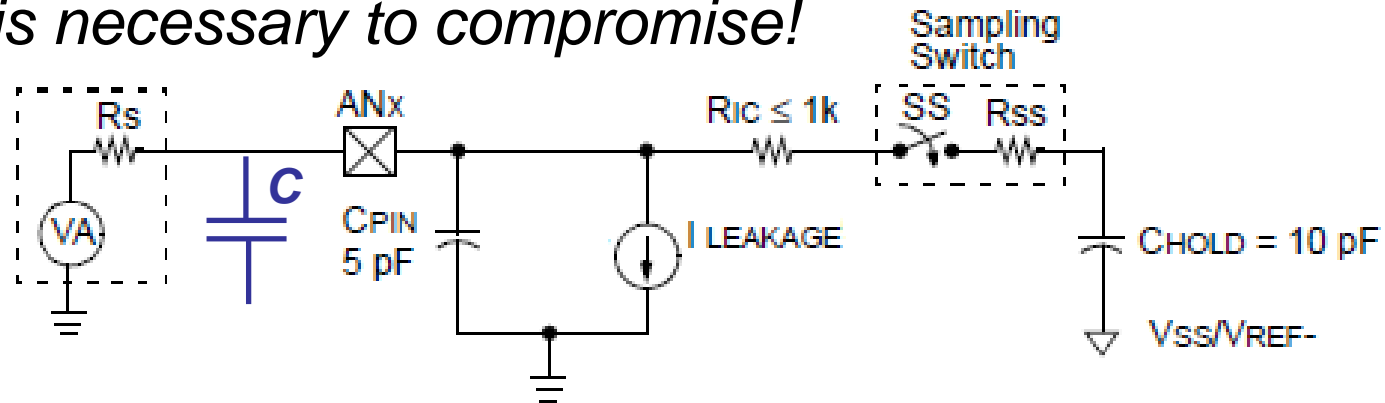 is necessary to compromise!
Sampling
Switch
Rs
ANx
RIC ≤ 1k
SS
Rss
C
VA
CPIN
5 pF
I LEAKAGE
CHOLD = 10 pF
VSS/VREF-